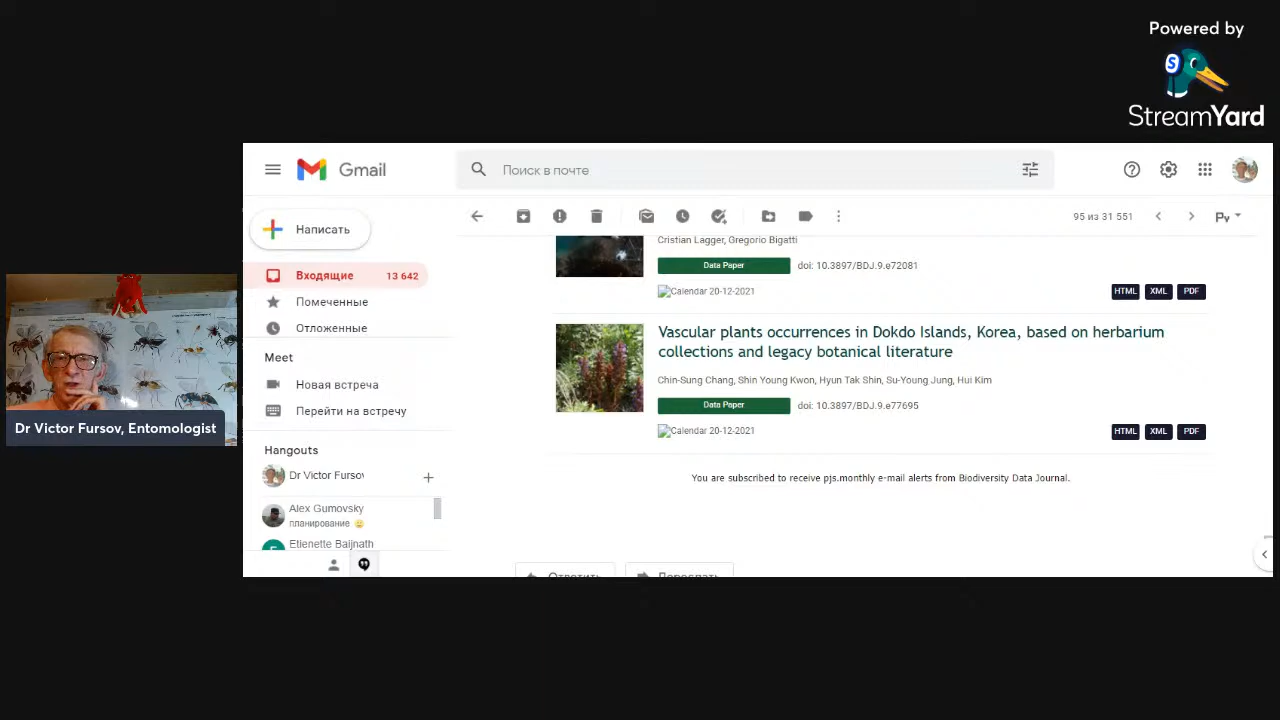 Powered by
S
StreamYard
Gmail
Поиск в почте
Написать
95 из 31 551
Ру
Входящие 13 642
Помеченные
Отложенные
Meet
Новая встреча
Перейти на встречу
Hangouts
Dr Victor Fursov
Alex Gumovsky
планирование
Etienette Baijnath
Cristian Lagger, Gregorio Bigatti
Data Paper doi: 10.3897/BDJ.9.e72081
Calendar 20-12-2021
HTML XML PDF
Vascular plants occurrences in Dokdo Islands, Korea, based on herbarium
collections and legacy botanical literature
Chin-Sung Chang, Shin Young Kwon, Hyun Tak Shin, Su-Young Jung, Hui Kim
Data Paper doi: 10.3897/BDJ.9.e77695
Calendar 20-12-2021
HTML XML PDF
You are subscribed to receive pjs.monthly e-mail alerts from Biodiversity Data Journal.
Ответить Переслать
Dr Victor Fursov, Entomologist